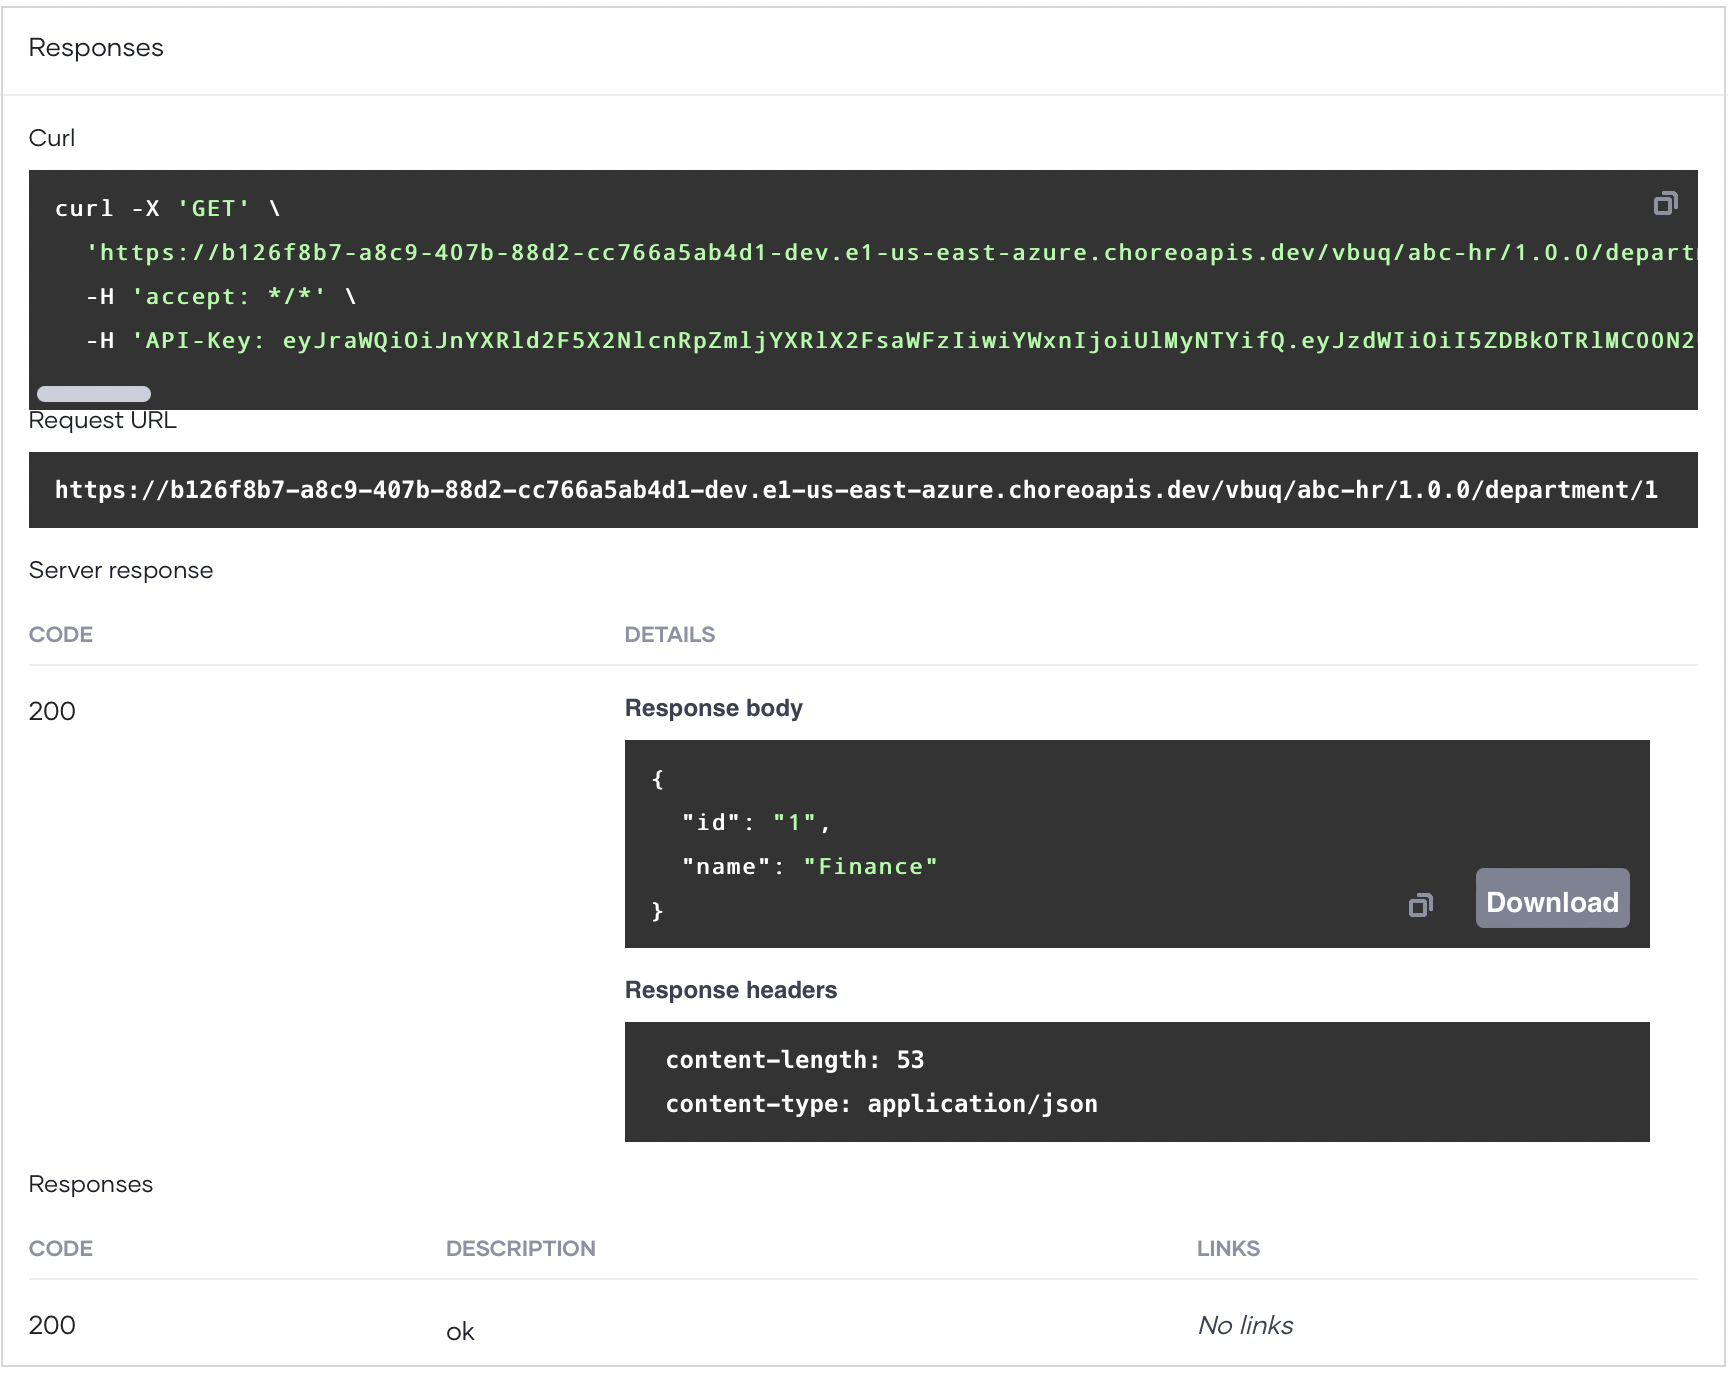 Responses
Curl
curl -X 'GET' \
'https://b126f8b7-a8c9-407b-88d2-cc766a5ab4d1-dev.e1-us-east-azure.choreoapis.dev/vbuq/abc-hr/1.0.0/depart
-H 'accept: */*' \
-H 'API-Key: eyJraWQiOiJnYXRld2F5X2NlcnRpZmljYXRlX2FsaWFzIiwiYWxnIjoiUlMyNTYifQ.eyJzdWIiOiI5ZDBkOTRlMC00N2
Request URL
https://b126f8b7-a8c9-407b-88d2-cc766a5ab4d1-dev.e1-us-east-azure.choreoapis.dev/vbuq/abc-hr/1.0.0/department/1
Server response
CODE DETAILS
200 Response body
{
"id": "1",
"name": "Finance"
}
Download
Response headers
content-length: 53
content-type: application/json
Responses
CODE DESCRIPTION LINKS
200 ok No links